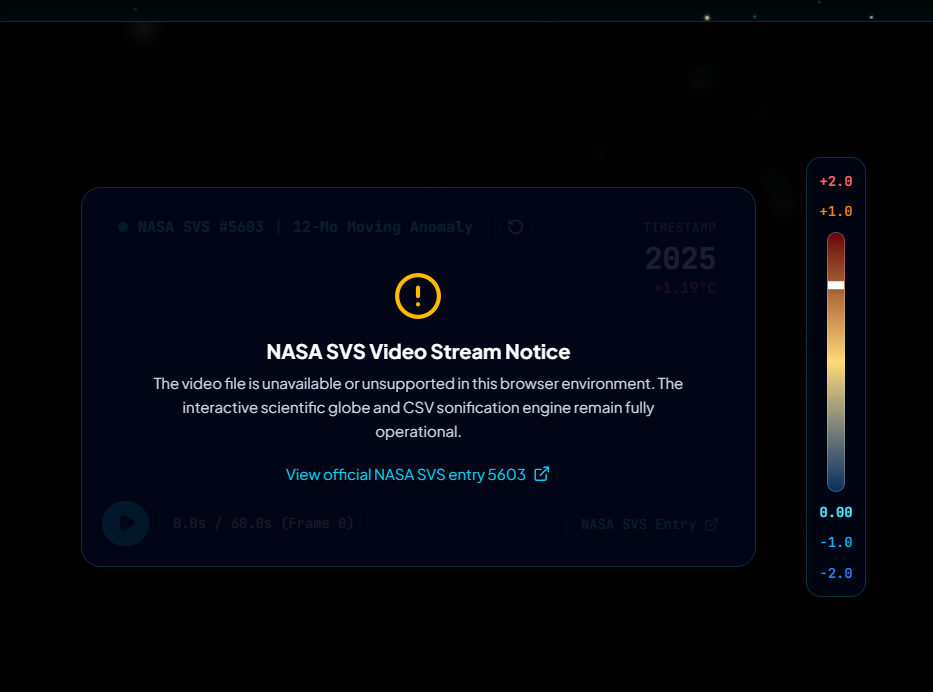 NASA SVS #5603 | 12-Mo Moving Anomaly
TIMESTAMP
2025
+1.19°C
NASA SVS Video Stream Notice
The video file is unavailable or unsupported in this browser environment. The
interactive scientific globe and CSV sonification engine remain fully
operational.
View official NASA SVS entry 5603
0.0s / 60.0s (Frame 0)
NASA SVS Entry
+2.0
+1.0
0.00
-1.0
-2.0